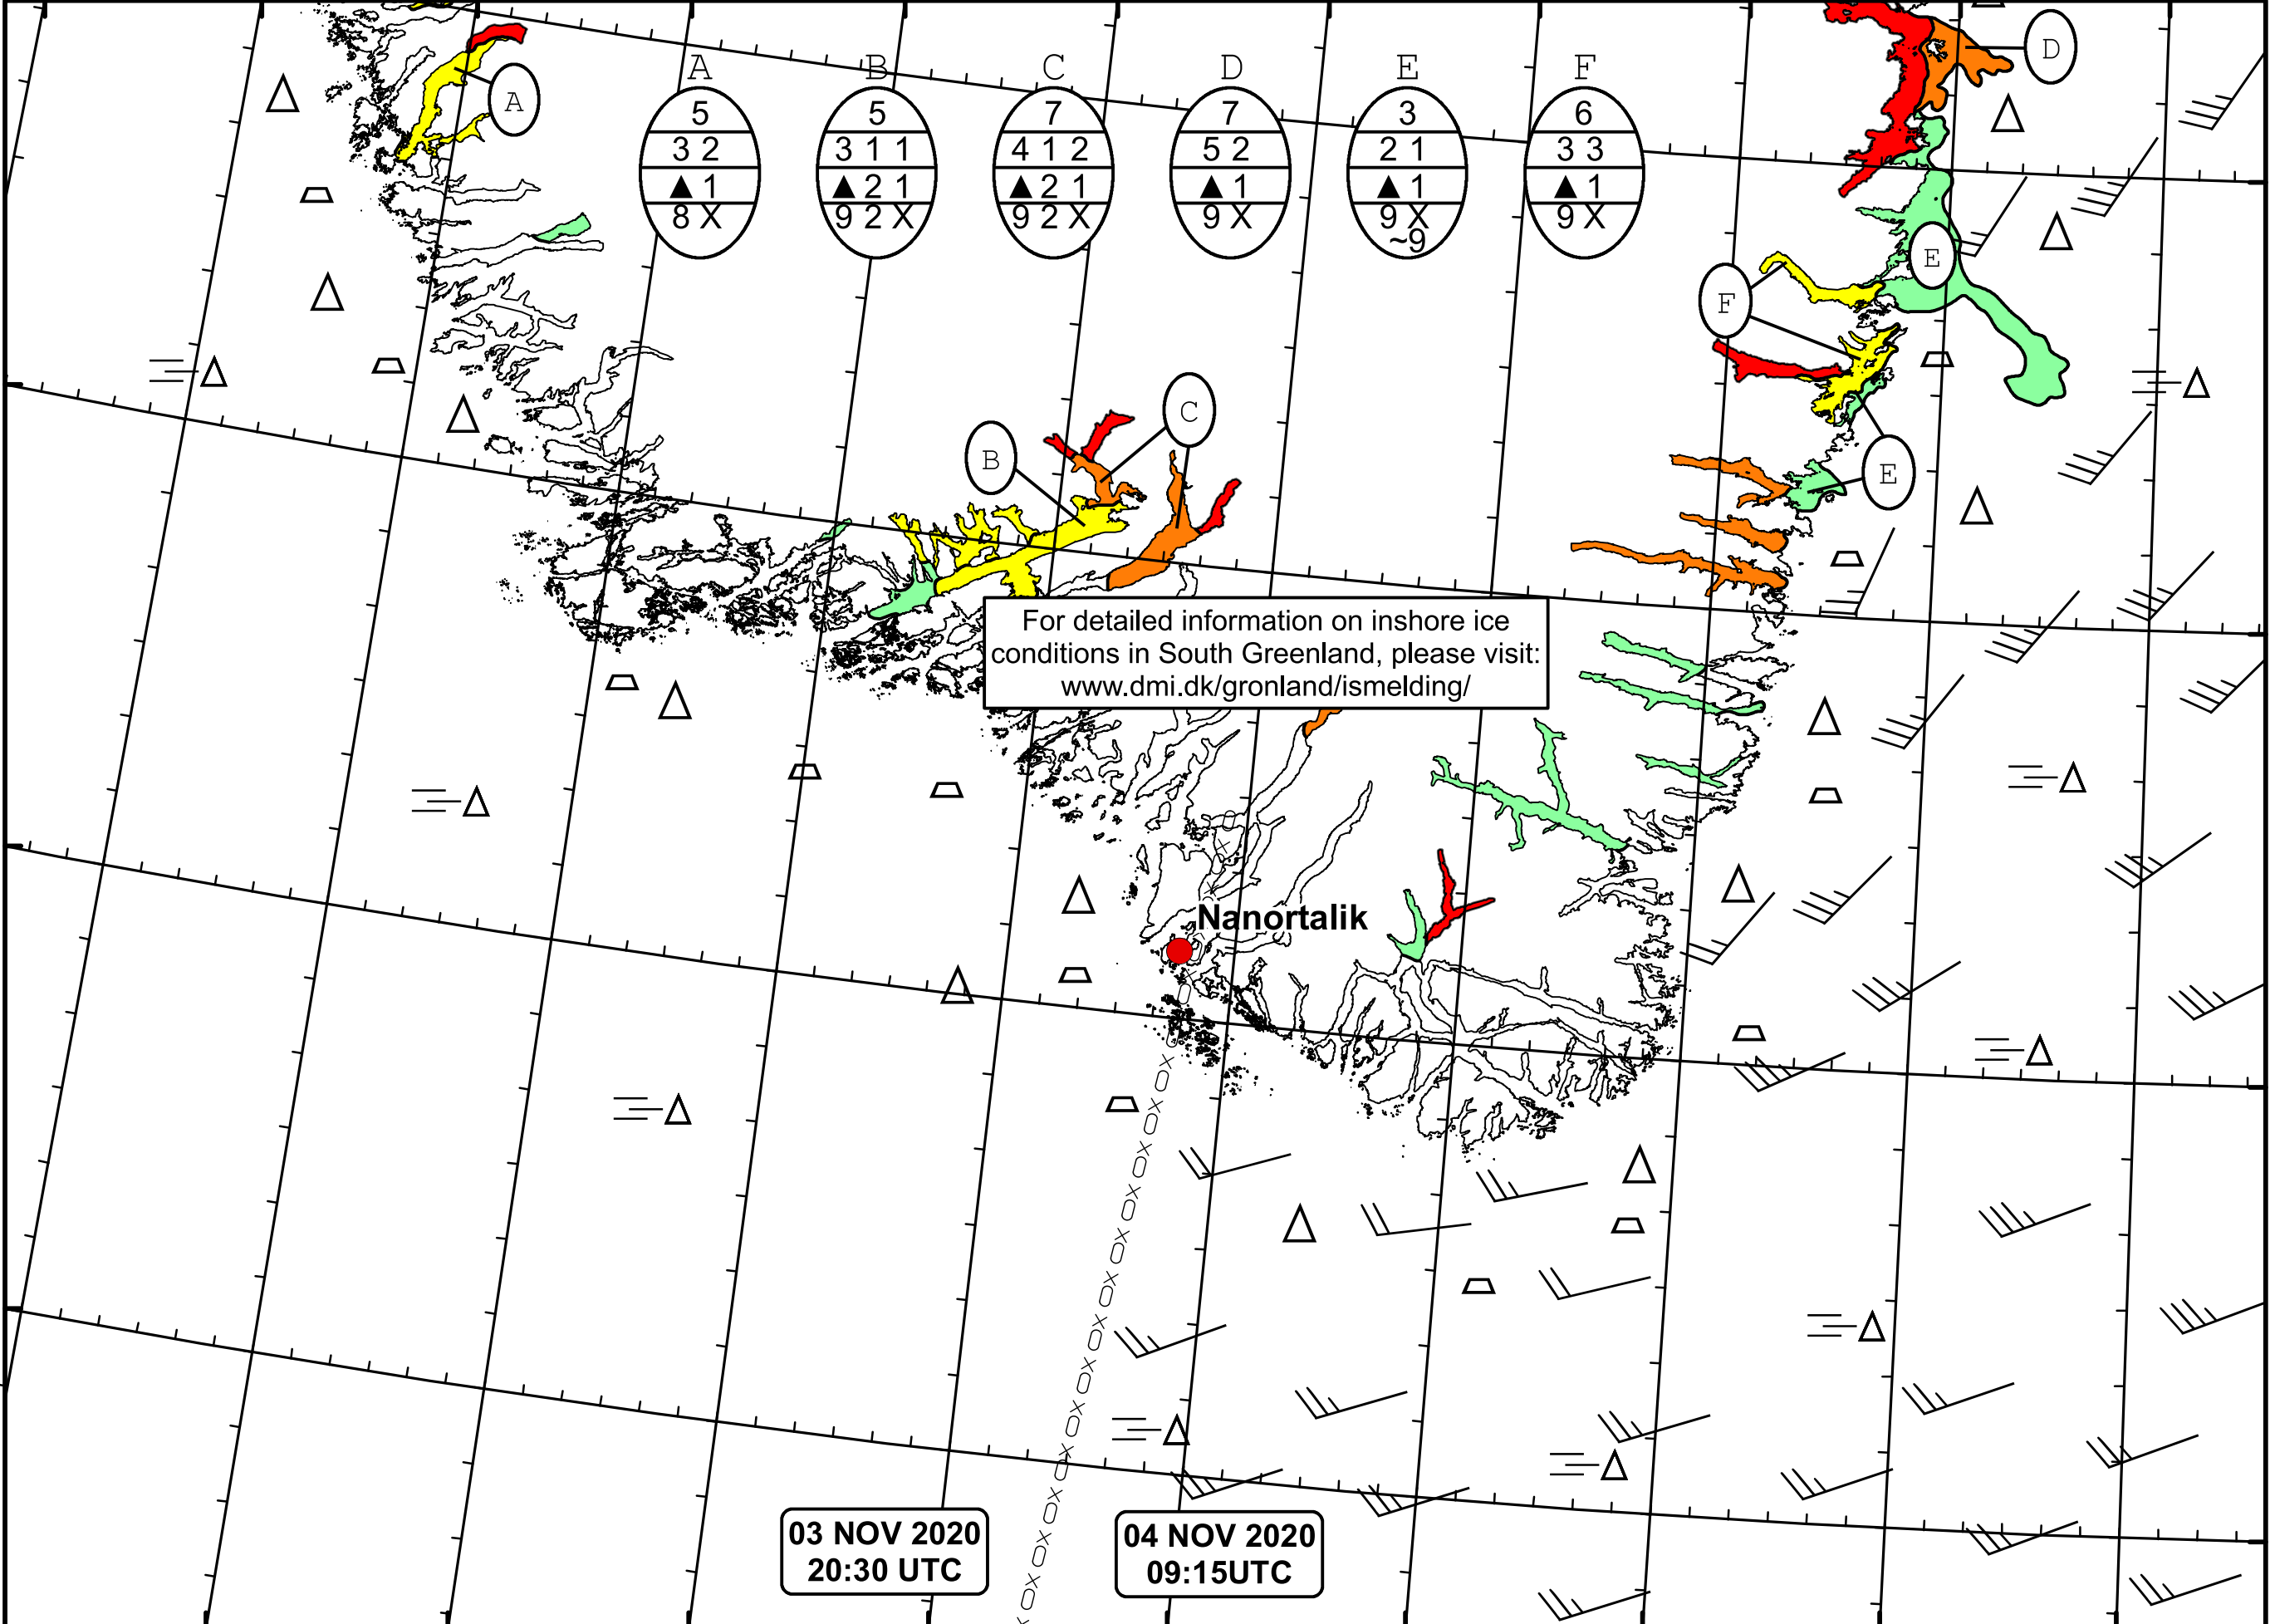 A B C D E F
5 5 7 7 3 6
3 2 3 1 1 4 1 2 5 2 2 1 3 3
▲ 1 ▲ 2 1 ▲ 2 1 ▲ 1 ▲ 1 ▲ 1
8 X 9 2 X 9 2 X 9 X 9 X 9 X
~9
D
A
E
F
C
B
E
For detailed information on inshore ice
conditions in South Greenland, please visit:
www.dmi.dk/gronland/ismelding/
Nanortalik
03 NOV 2020
20:30 UTC
04 NOV 2020
09:15UTC